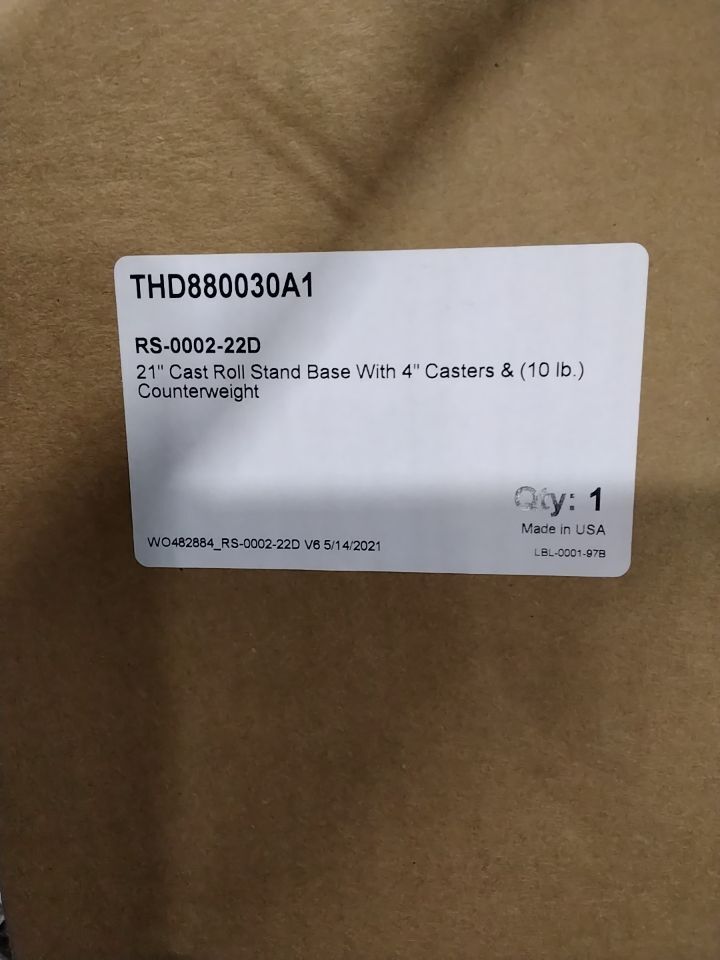 THD880030A1
RS-0002-22D
21" Cast Roll Stand Base With 4" Casters & (10 lb.)
Counterweight
Qty: 1
Made in USA
WO482884_RS-0002-22D V6 5/14/2021
LBL-0001-97B